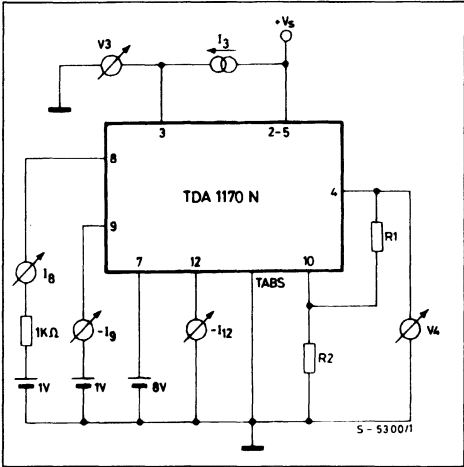 +Vs
V3
I3
3
2-5
8
TDA 1170 N
4
9
R1
7
12
10
TABS
I8
-I9
-I12
V4
1KΩ
R2
1V
1V
8V
S - 5300/1